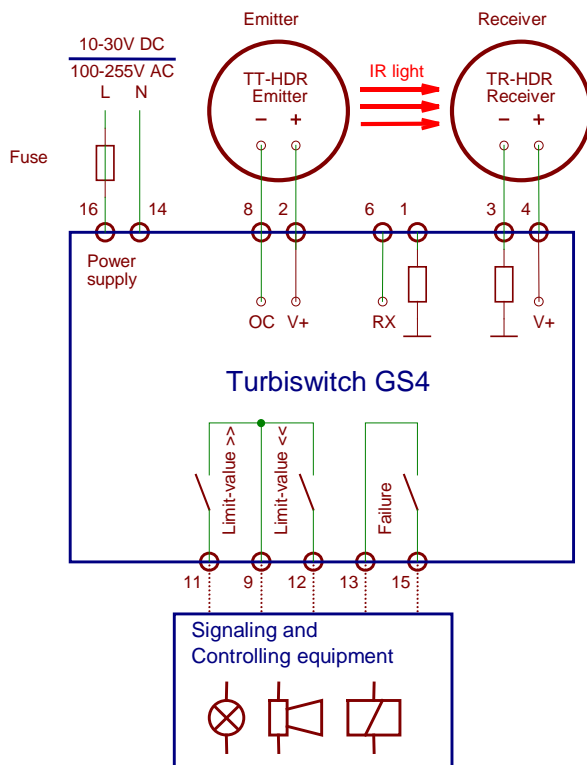 Emitter
Receiver
10-30V DC
100-255V AC
L N
TT-HDR
Emitter
− +
IR light
TR-HDR
Receiver
− +
Fuse
16 14 8 2 6 1 3 4
Power
supply
OC V+ RX V+
Turbiswitch GS4
Limit-value >>
Limit-value <<
Failure
11 9 12 13 15
Signaling and
Controlling equipment